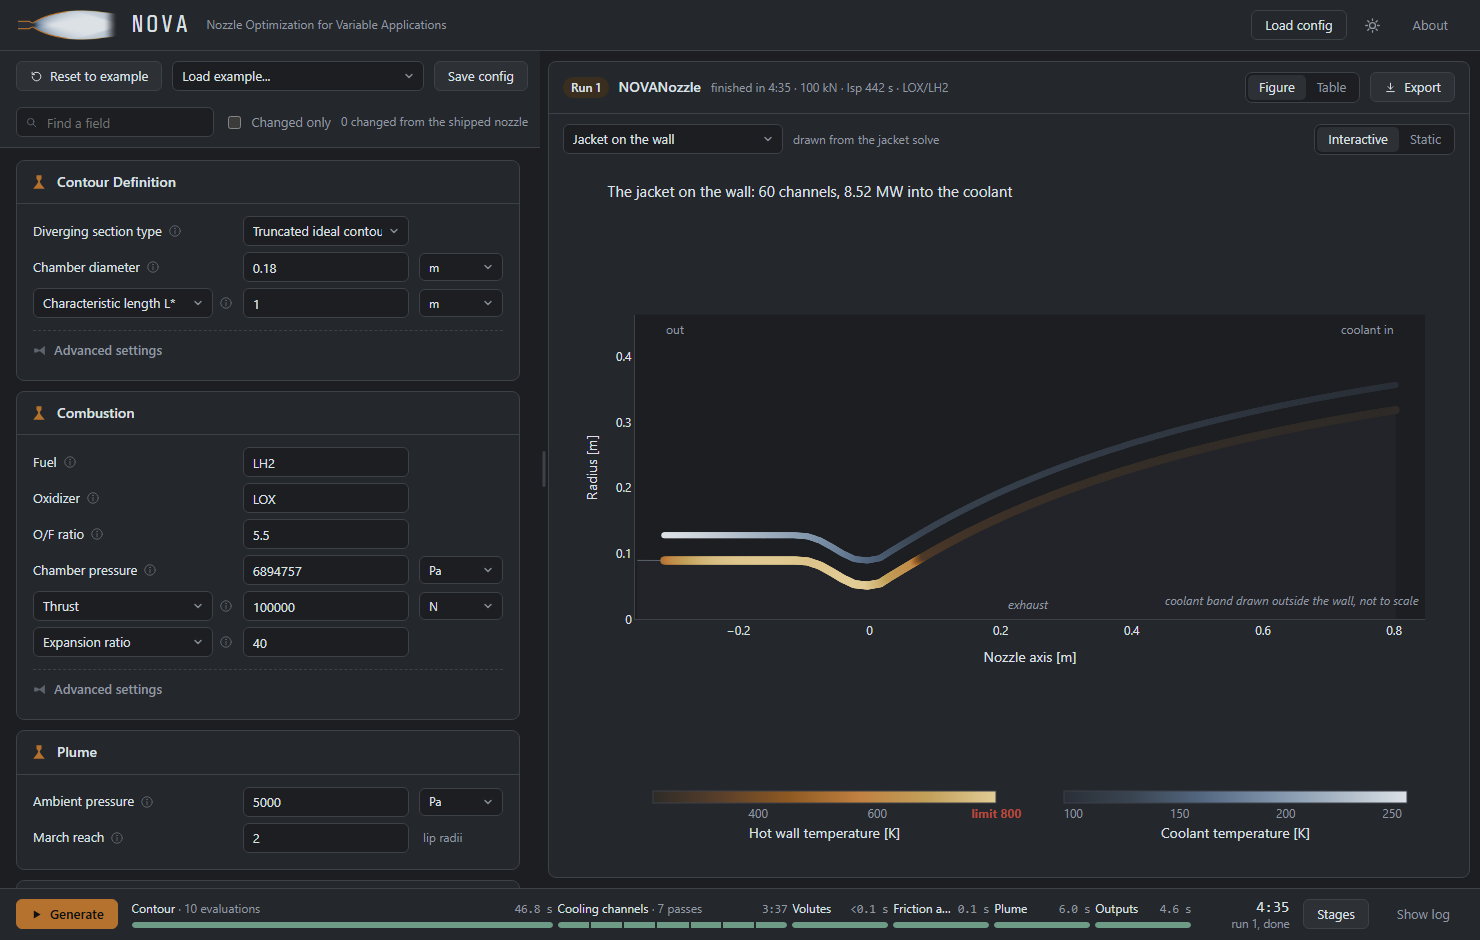 NOVA
Nozzle Optimization for Variable Applications
Load config
About
Reset to example
Load example...
Save config
Find a field
Changed only
0 changed from the shipped nozzle
Contour Definition
Diverging section type
Truncated ideal contou
Chamber diameter
0.18
m
Characteristic length L*
1
m
Advanced settings
Combustion
Fuel
LH2
Oxidizer
LOX
O/F ratio
5.5
Chamber pressure
6894757
Pa
Thrust
100000
N
Expansion ratio
40
Advanced settings
Plume
Ambient pressure
5000
Pa
March reach
2
lip radii
Run 1
NOVANozzle
finished in 4:35 · 100 kN · Isp 442 s · LOX/LH2
Figure
Table
Export
Jacket on the wall
drawn from the jacket solve
Interactive
Static
The jacket on the wall: 60 channels, 8.52 MW into the coolant
out
coolant in
0.4
0.3
0.2
0.1
0
Radius [m]
exhaust
coolant band drawn outside the wall, not to scale
−0.2
0
0.2
0.4
0.6
0.8
Nozzle axis [m]
400
600
limit 800
Hot wall temperature [K]
100
150
200
250
Coolant temperature [K]
Generate
Contour · 10 evaluations
46.8 s
Cooling channels · 7 passes
3:37
Volutes
<0.1 s
Friction a...
0.1 s
Plume
6.0 s
Outputs
4.6 s
4:35
run 1, done
Stages
Show log